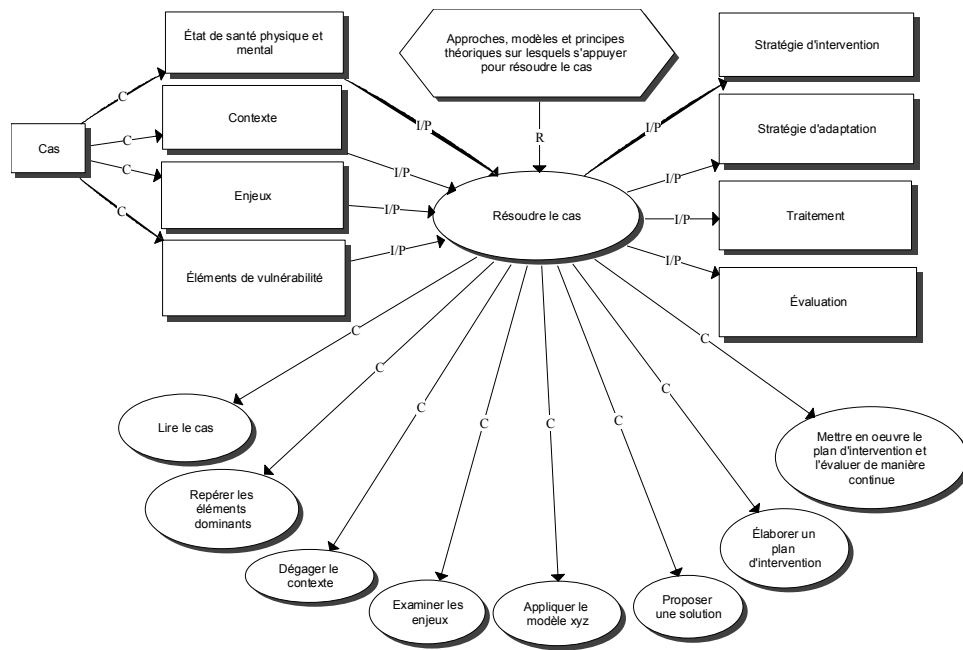 État de santé physique et
mental
Approches, modèles et principes
théoriques sur lesquels s'appuyer
pour résoudre le cas
Stratégie d'intervention
C
I/P
I/P
Cas
C
Contexte
R
Stratégie d'adaptation
C
I/P
I/P
Enjeux
I/P
Résoudre le cas
I/P
Traitement
C
Éléments de vulnérabilité
I/P
I/P
Évaluation
C
C
C
C
C
C
C
C
Lire le cas
Mettre en oeuvre le
plan d'intervention et
l'évaluer de manière
continue
Repérer les
éléments
dominants
Élaborer un
plan
d'intervention
Dégager le
contexte
Examiner les
enjeux
Appliquer le
modèle xyz
Proposer
une solution